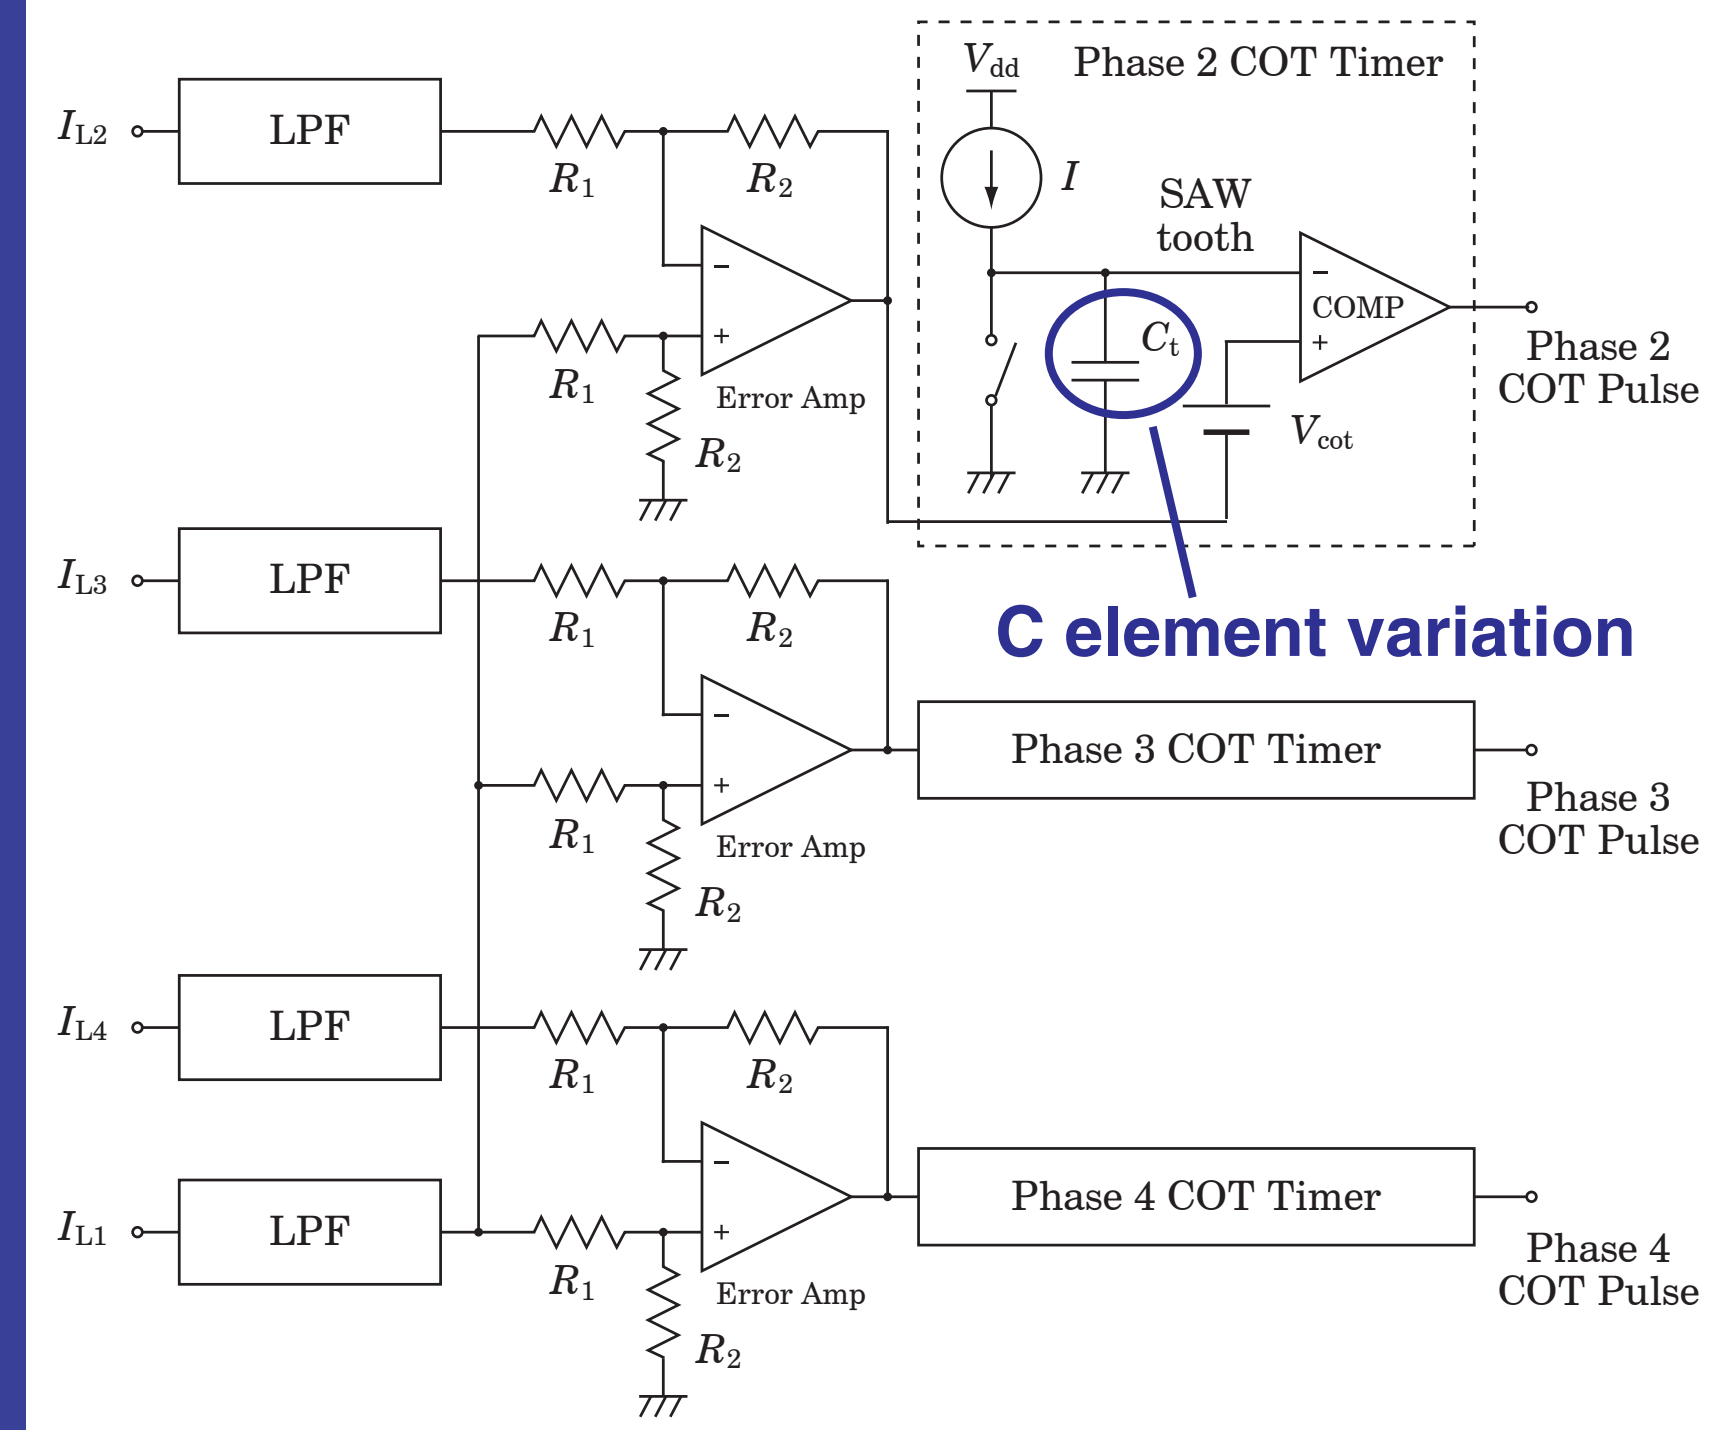 I_L2
LPF
R_1
R_2
−
+
R_1
Error Amp
R_2
V_dd
Phase 2 COT Timer
I
SAW
tooth
−
COMP
+
C_t
V_cot
Phase 2
COT Pulse
C element variation
I_L3
LPF
R_1
R_2
−
+
R_1
Error Amp
R_2
Phase 3 COT Timer
Phase 3
COT Pulse
I_L4
LPF
R_1
R_2
−
I_L1
LPF
+
R_1
Error Amp
R_2
Phase 4 COT Timer
Phase 4
COT Pulse